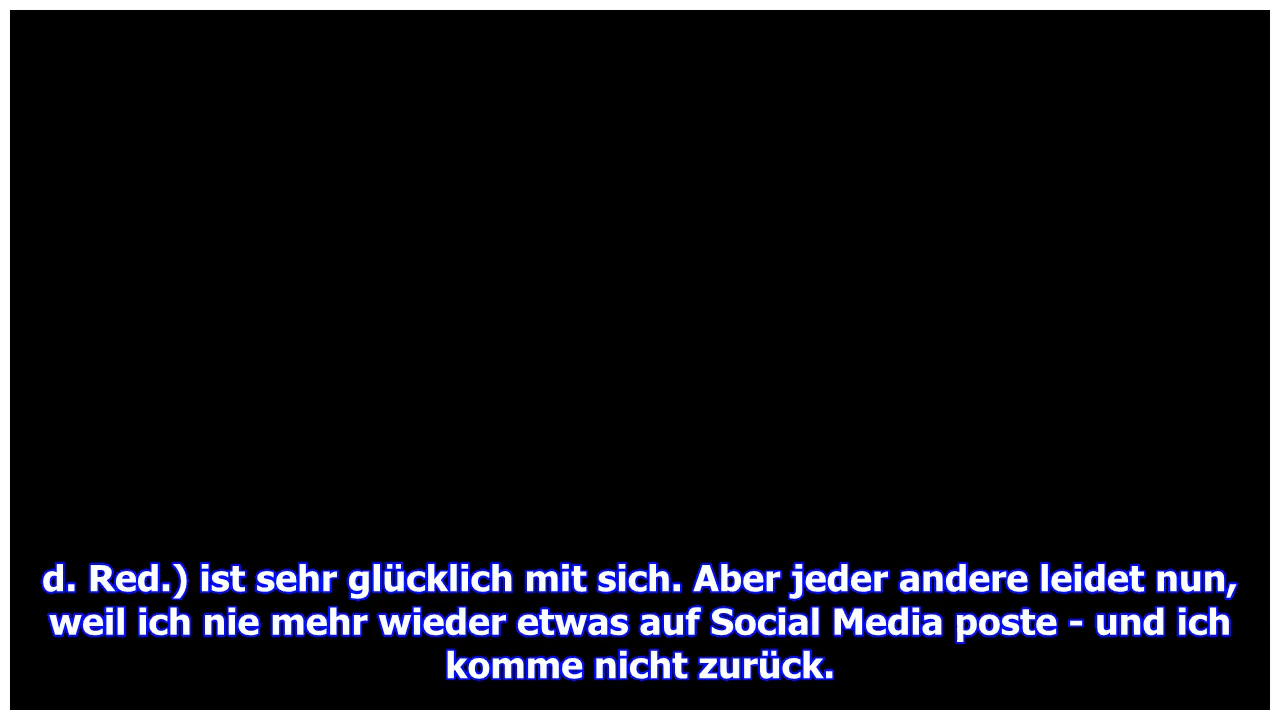 d. Red.) ist sehr glücklich mit sich. Aber jeder andere leidet nun,
weil ich nie mehr wieder etwas auf Social Media poste - und ich
komme nicht zurück.